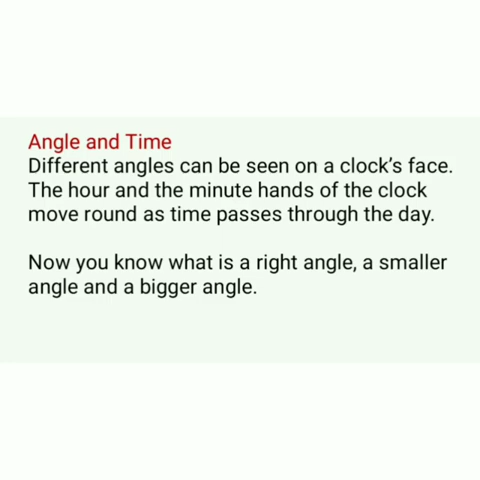 Angle and Time
Different angles can be seen on a clock’s face.
The hour and the minute hands of the clock
move round as time passes through the day.
Now you know what is a right angle, a smaller
angle and a bigger angle.